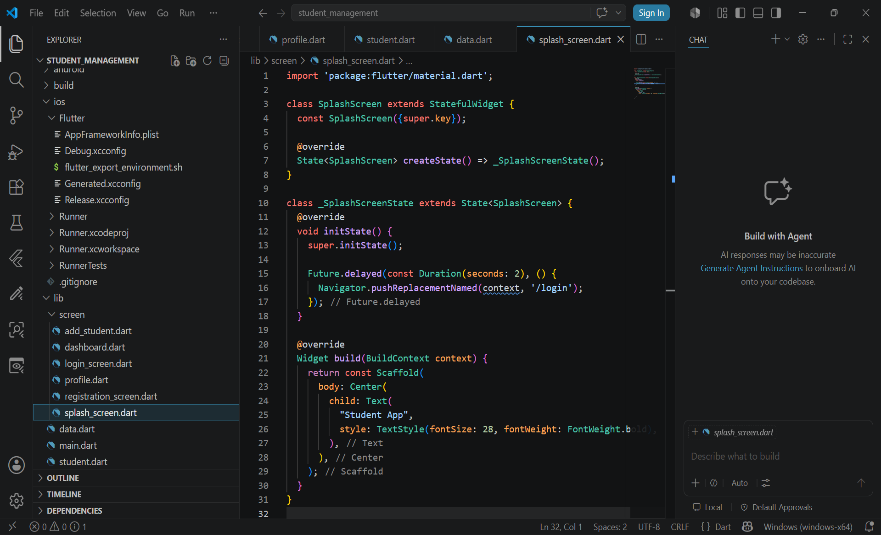 File Edit Selection View Go Run ···
student_management
Sign In
EXPLORER
STUDENT_MANAGEMENT
android
build
ios
Flutter
AppFrameworkInfo.plist
Debug.xcconfig
$ flutter_export_environment.sh
Generated.xcconfig
Release.xcconfig
Runner
Runner.xcodeproj
Runner.xcworkspace
RunnerTests
.gitignore
lib
screen
add_student.dart
dashboard.dart
login_screen.dart
profile.dart
registration_screen.dart
splash_screen.dart
data.dart
main.dart
student.dart
OUTLINE
TIMELINE
DEPENDENCIES
profile.dart student.dart data.dart splash_screen.dart
lib > screen > splash_screen.dart > ...
1 import 'package:flutter/material.dart';
2
3 class SplashScreen extends StatefulWidget {
4 const SplashScreen({super.key});
5
6 @override
7 State<SplashScreen> createState() => _SplashScreenState();
8 }
9
10 class _SplashScreenState extends State<SplashScreen> {
11 @override
12 void initState() {
13 super.initState();
14
15 Future.delayed(const Duration(seconds: 2), () {
16 Navigator.pushReplacementNamed(context, '/login');
17 }); // Future.delayed
18 }
19
20 @override
21 Widget build(BuildContext context) {
22 return const Scaffold(
23 body: Center(
24 child: Text(
25 "Student App",
26 style: TextStyle(fontSize: 28, fontWeight: FontWeight.bold),
27 ), // Text
28 ), // Center
29 ); // Scaffold
30 }
31 }
32
CHAT
Build with Agent
AI responses may be inaccurate
Generate Agent Instructions to onboard AI
onto your codebase.
splash_screen.dart
Describe what to build
Auto
Local Default Approvals
0 0 1
Ln 32, Col 1 Spaces: 2 UTF-8 CRLF {} Dart Windows (windows-x64)